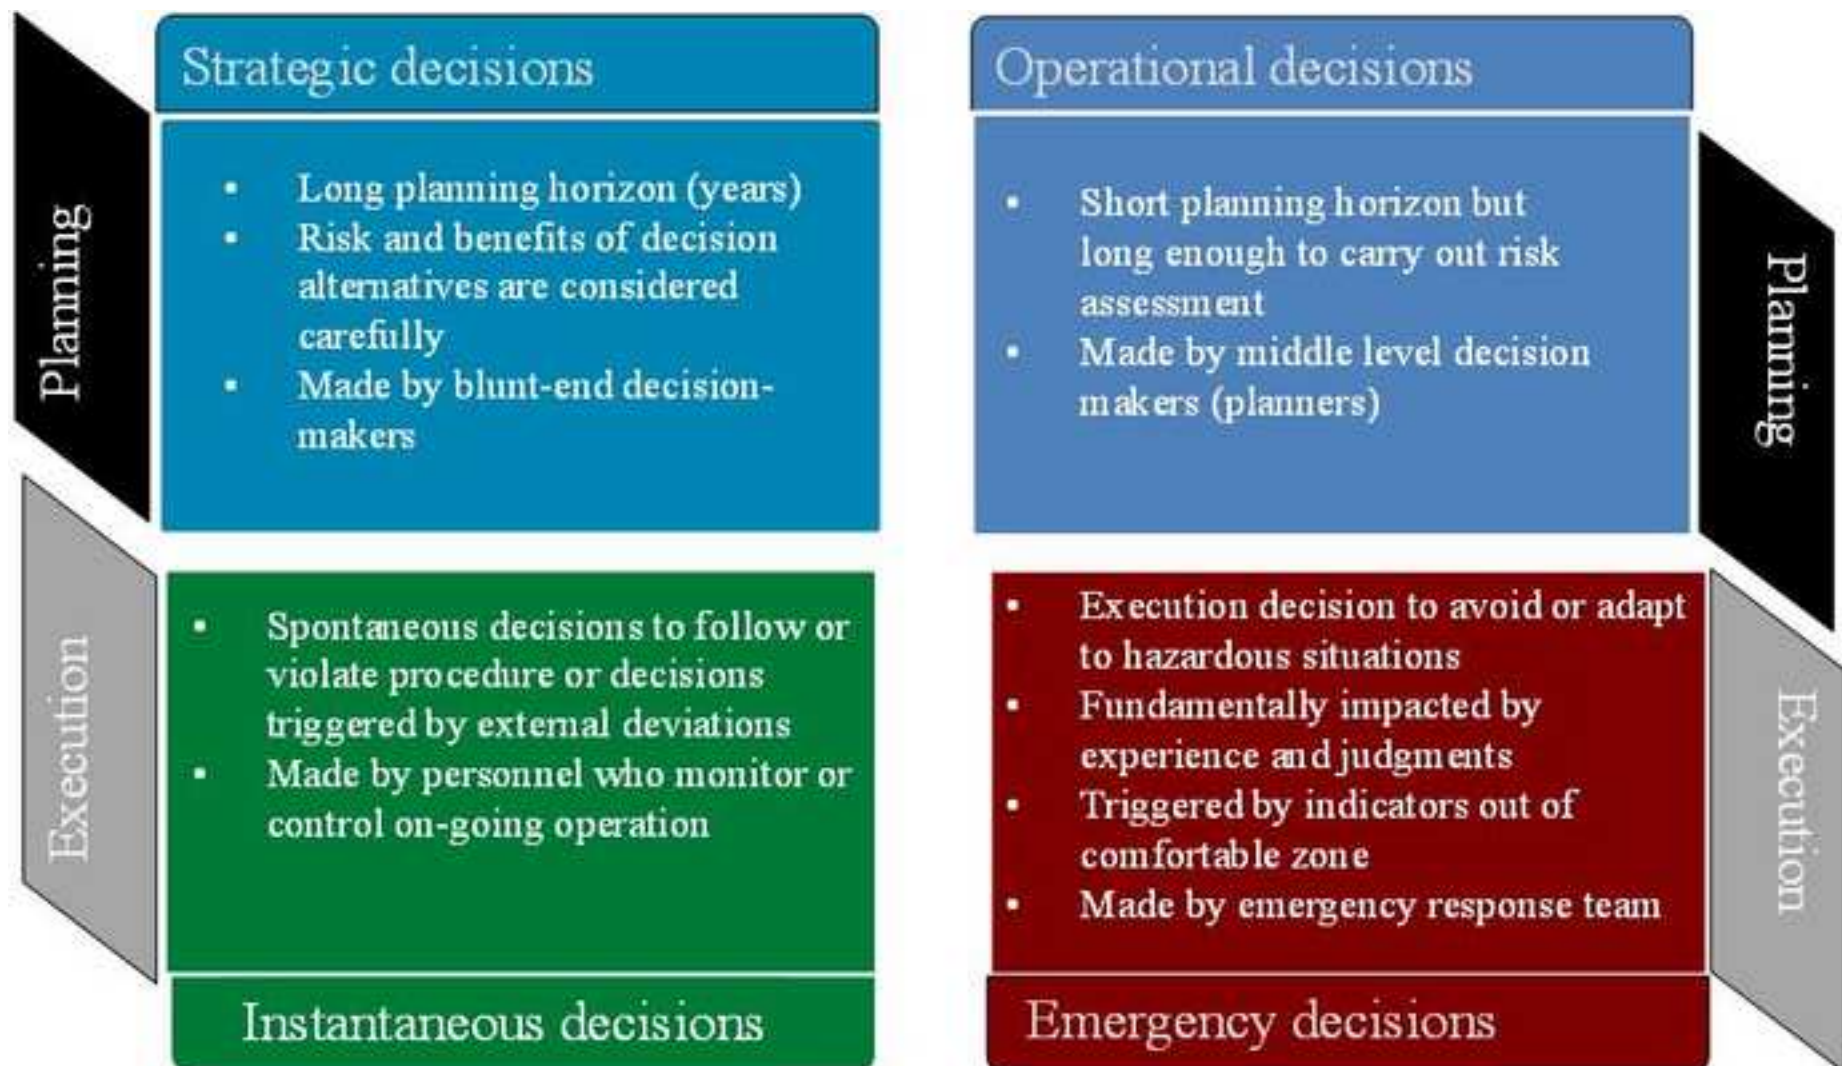 Strategic decisions
Planning
▪ Long planning horizon (years)
▪ Risk and benefits of decision
alternatives are considered
carefully
▪ Made by blunt-end decision-
makers
Operational decisions
Planning
▪ Short planning horizon but
long enough to carry out risk
assessment
▪ Made by middle level decision
makers (planners)
Execution
▪ Spontaneous decisions to follow or
violate procedure or decisions
triggered by external deviations
▪ Made by personnel who monitor or
control on-going operation
Instantaneous decisions
▪ Execution decision to avoid or adapt
to hazardous situations
▪ Fundamentally impacted by
experience and judgments
▪ Triggered by indicators out of
comfortable zone
▪ Made by emergency response team
Execution
Emergency decisions